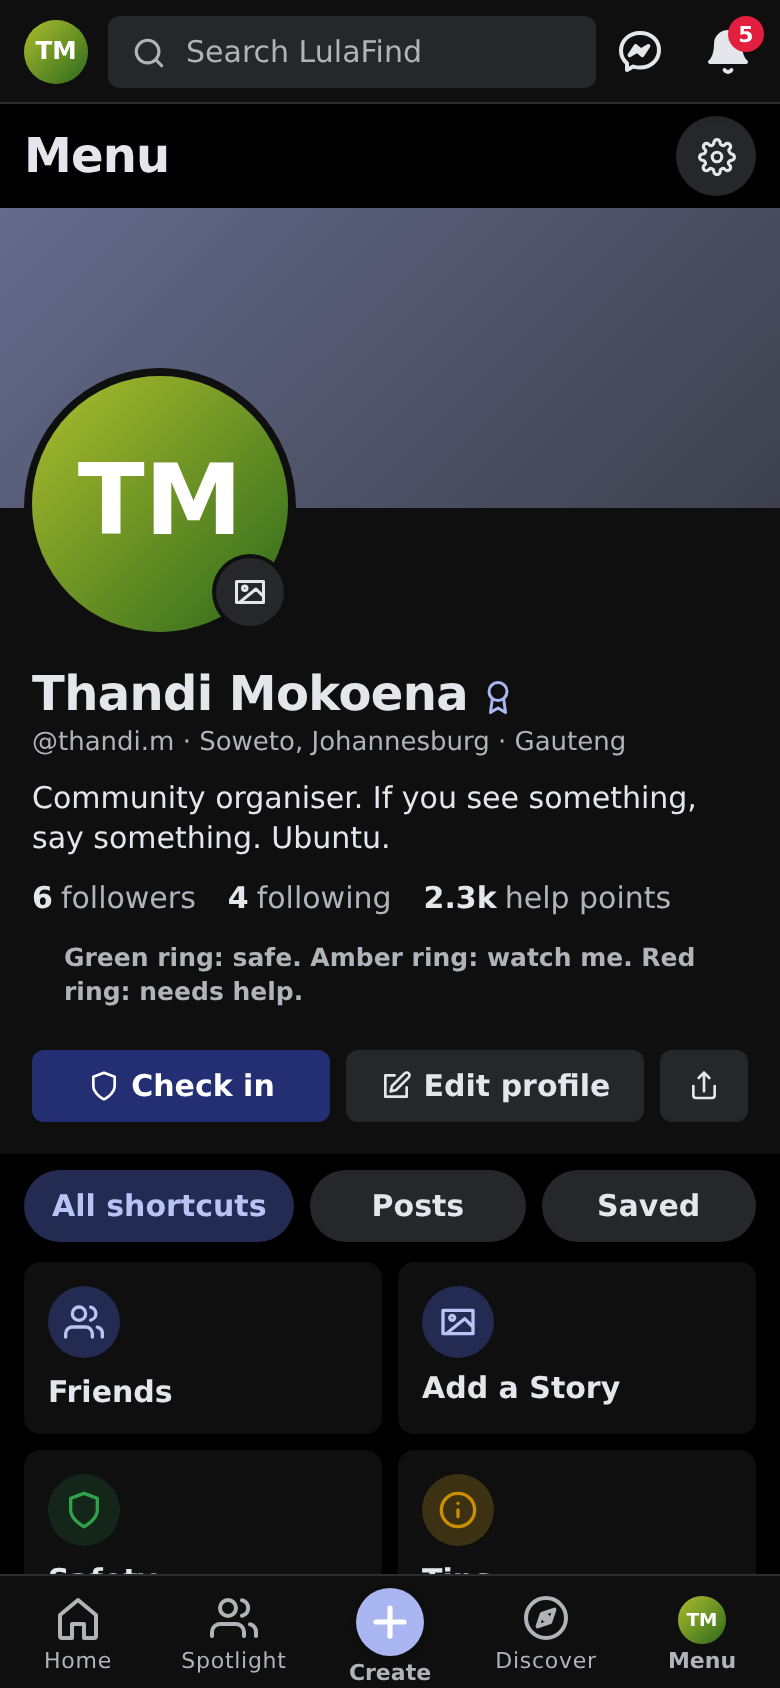 TM
Search LulaFind
5
Menu
TM
Thandi Mokoena
@thandi.m · Soweto, Johannesburg · Gauteng
Community organiser. If you see something,
say something. Ubuntu.
6 followers 4 following 2.3k help points
Green ring: safe. Amber ring: watch me. Red
ring: needs help.
Check in
Edit profile
All shortcuts
Posts
Saved
Friends
Add a Story
Safety
Tips
Home
Spotlight
Create
Discover
TM
Menu